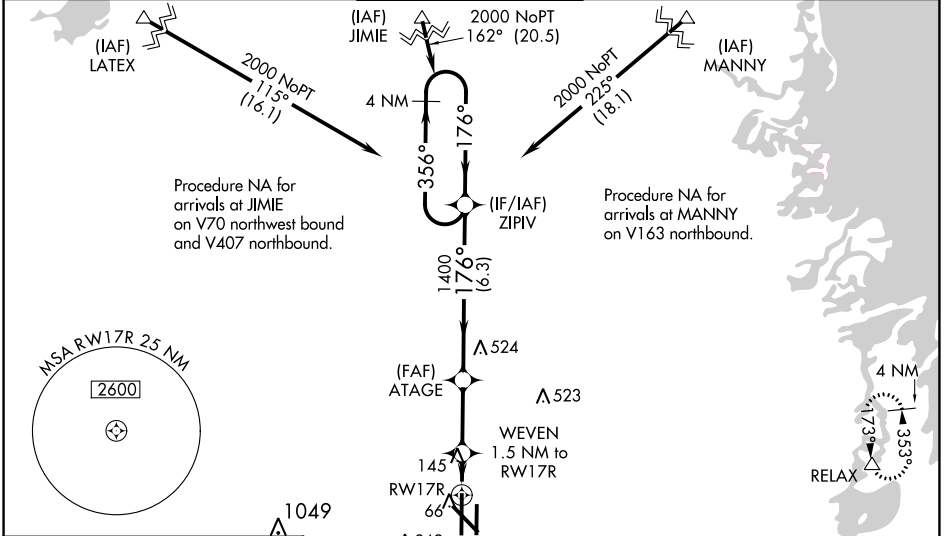 (IAF)
LATEX
2000 NoPT
115°
(16.1)
(IAF)
JIMIE
2000 NoPT
162° (20.5)
(IAF)
MANNY
2000 NoPT
225°
(18.1)
4 NM
356°
176°
(IF/IAF)
ZIPIV
Procedure NA for
arrivals at JIMIE
on V70 northwest bound
and V407 northbound.
Procedure NA for
arrivals at MANNY
on V163 northbound.
1400
176°
(6.3)
MSA RW17R 25 NM
2600
524
(FAF)
ATAGE
523
WEVEN
1.5 NM to
RW17R
145
RW17R
66
1049
4 NM
173°
353°
RELAX